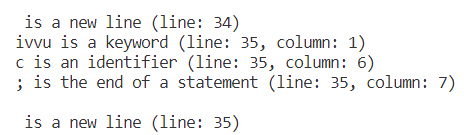 is a new line (line: 34)
ivvu is a keyword (line: 35, column: 1)
c is an identifier (line: 35, column: 6)
; is the end of a statement (line: 35, column: 7)
is a new line (line: 35)